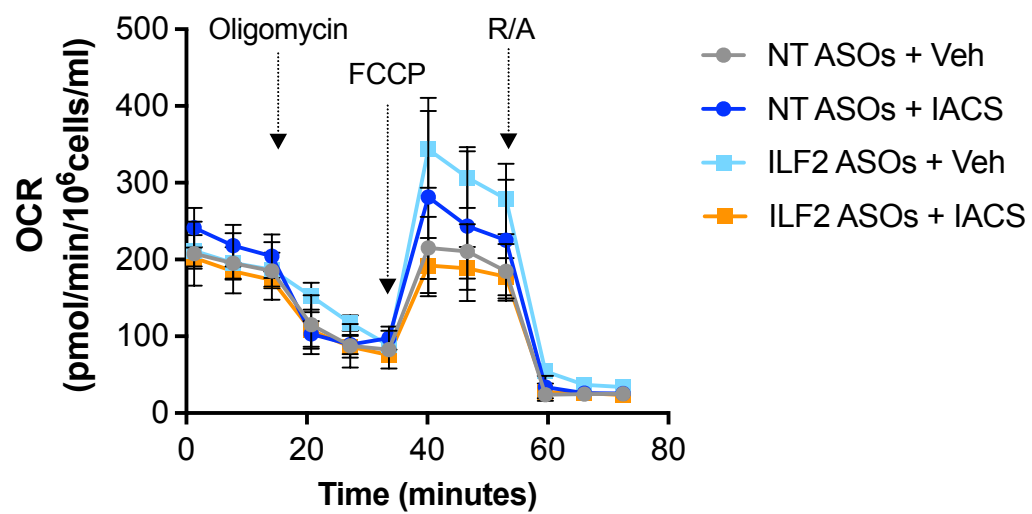 Oligomycin
FCCP
R/A
OCR
(pmol/min/10⁶cells/ml)
500
400
300
200
100
0
0 20 40 60 80
Time (minutes)
NT ASOs + Veh
NT ASOs + IACS
ILF2 ASOs + Veh
ILF2 ASOs + IACS